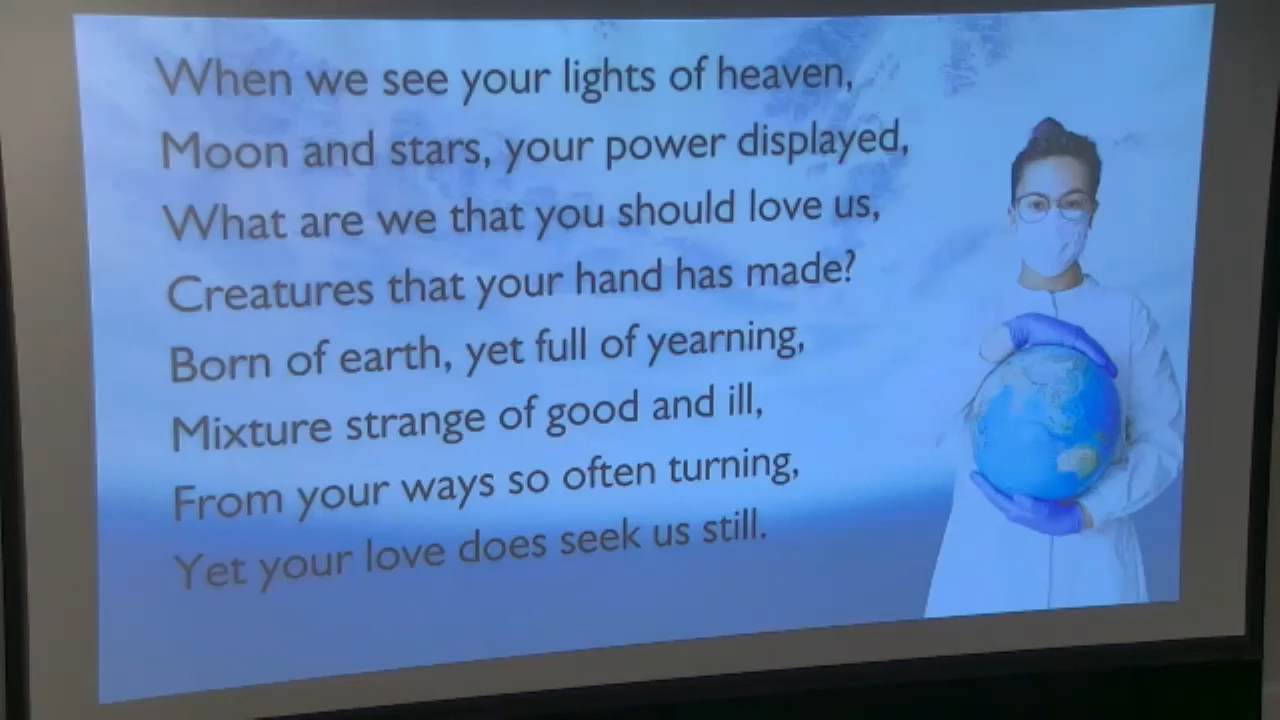 When we see your lights of heaven,
Moon and stars, your power displayed,
What are we that you should love us,
Creatures that your hand has made?
Born of earth, yet full of yearning,
Mixture strange of good and ill,
From your ways so often turning,
Yet your love does seek us still.